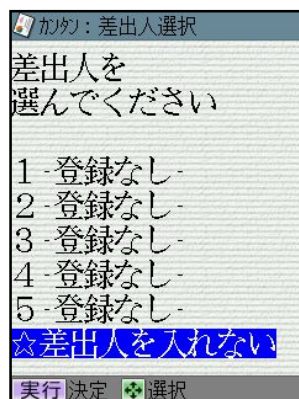 カンタン：差出人選択
差出人を
選んでください
1 -登録なし-
2 -登録なし-
3 -登録なし-
4 -登録なし-
5 -登録なし-
☆差出人を入れない
実行 決定 選択